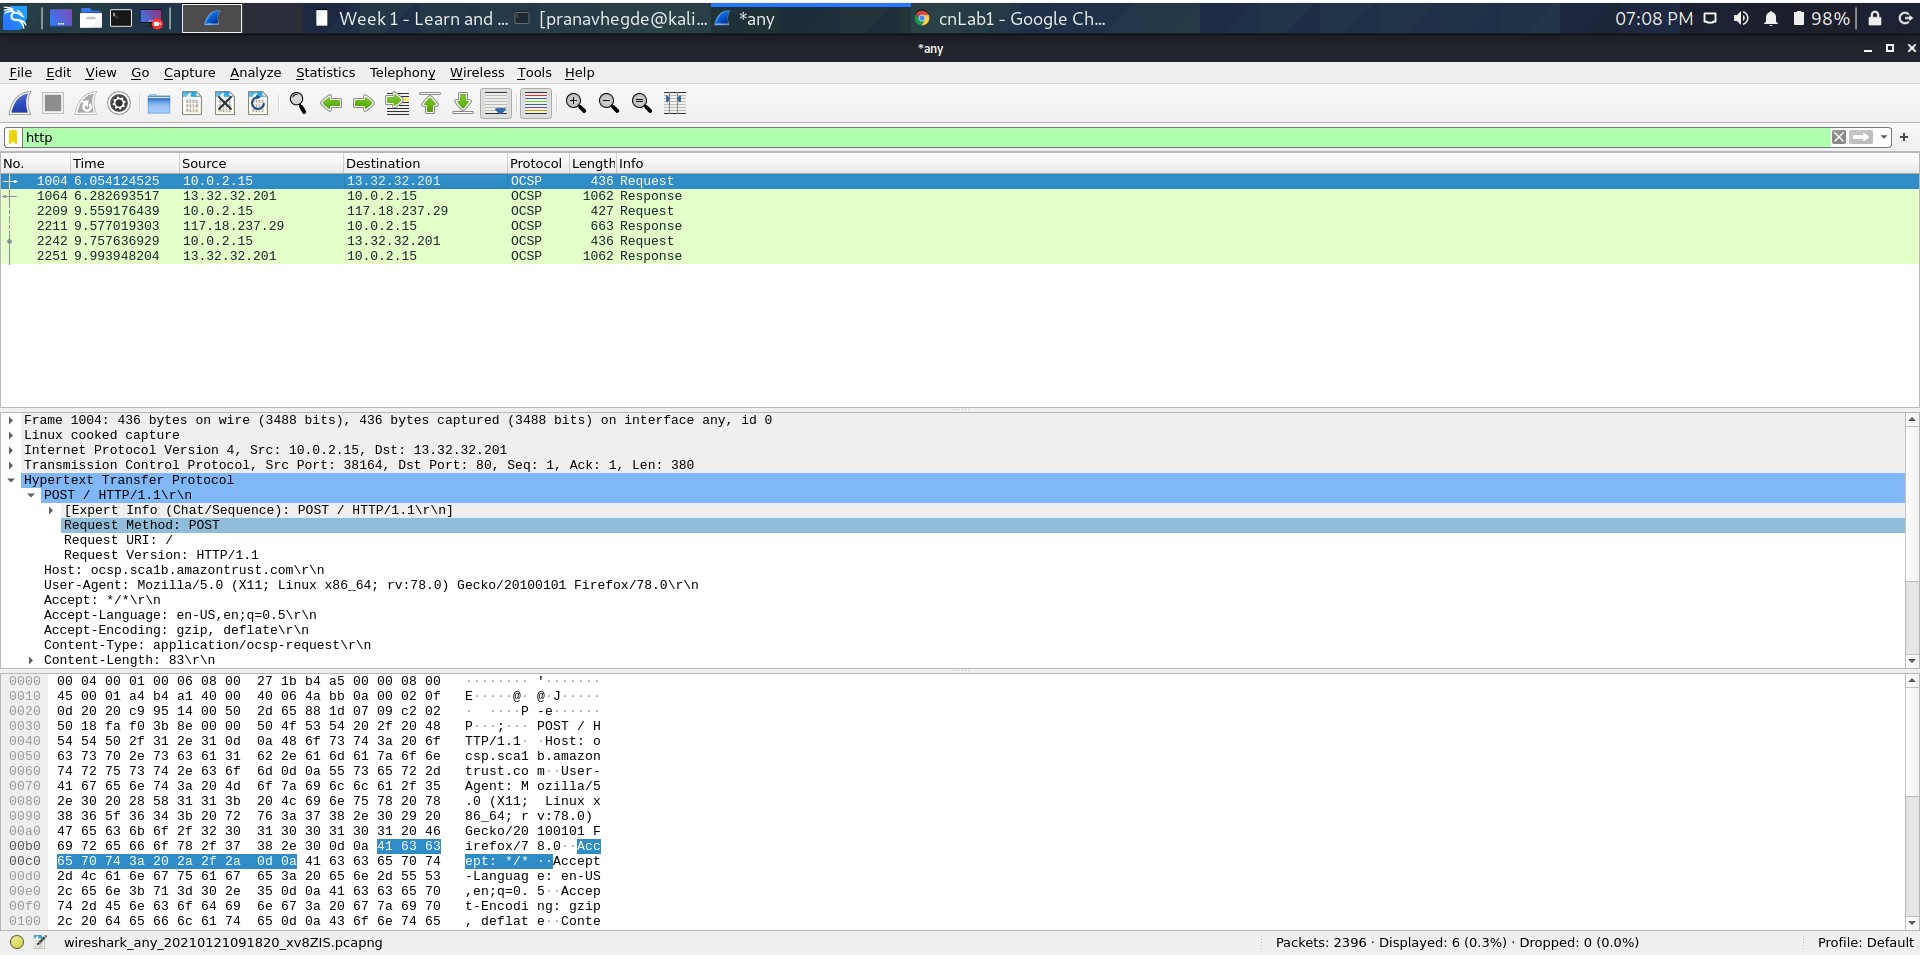 Week 1 - Learn and ...
[pranavhegde@kali...
*any
cnLab1 - Google Ch...
07:08 PM
98%
*any
File Edit View Go Capture Analyze Statistics Telephony Wireless Tools Help
http
No. Time Source Destination Protocol Length Info
1004 6.054124525 10.0.2.15 13.32.32.201 OCSP 436 Request
1064 6.282693517 13.32.32.201 10.0.2.15 OCSP 1062 Response
2209 9.559176439 10.0.2.15 117.18.237.29 OCSP 427 Request
2211 9.577019303 117.18.237.29 10.0.2.15 OCSP 663 Response
2242 9.757636929 10.0.2.15 13.32.32.201 OCSP 436 Request
2251 9.993948204 13.32.32.201 10.0.2.15 OCSP 1062 Response
Frame 1004: 436 bytes on wire (3488 bits), 436 bytes captured (3488 bits) on interface any, id 0
Linux cooked capture
Internet Protocol Version 4, Src: 10.0.2.15, Dst: 13.32.32.201
Transmission Control Protocol, Src Port: 38164, Dst Port: 80, Seq: 1, Ack: 1, Len: 380
Hypertext Transfer Protocol
POST / HTTP/1.1\r\n
[Expert Info (Chat/Sequence): POST / HTTP/1.1\r\n]
Request Method: POST
Request URI: /
Request Version: HTTP/1.1
Host: ocsp.sca1b.amazontrust.com\r\n
User-Agent: Mozilla/5.0 (X11; Linux x86_64; rv:78.0) Gecko/20100101 Firefox/78.0\r\n
Accept: */*\r\n
Accept-Language: en-US,en;q=0.5\r\n
Accept-Encoding: gzip, deflate\r\n
Content-Type: application/ocsp-request\r\n
Content-Length: 83\r\n
0000 00 04 00 01 00 06 08 00 27 1b b4 a5 00 00 08 00 ········ '·······
0010 45 00 01 a4 b4 a1 40 00 40 06 4a bb 0a 00 02 0f E·····@· @·J·····
0020 0d 20 20 c9 95 14 00 50 2d 65 88 1d 07 09 c2 02 ·  ····P -e······
0030 50 18 fa f0 3b 8e 00 00 50 4f 53 54 20 2f 20 48 P···;··· POST / H
0040 54 54 50 2f 31 2e 31 0d 0a 48 6f 73 74 3a 20 6f TTP/1.1· ·Host: o
0050 63 73 70 2e 73 63 61 31 62 2e 61 6d 61 7a 6f 6e csp.sca1 b.amazon
0060 74 72 75 73 74 2e 63 6f 6d 0d 0a 55 73 65 72 2d trust.co m··User-
0070 41 67 65 6e 74 3a 20 4d 6f 7a 69 6c 6c 61 2f 35 Agent: M ozilla/5
0080 2e 30 20 28 58 31 31 3b 20 4c 69 6e 75 78 20 78 .0 (X11;  Linux x
0090 38 36 5f 36 34 3b 20 72 76 3a 37 38 2e 30 29 20 86_64; r v:78.0)
00a0 47 65 63 6b 6f 2f 32 30 31 30 30 31 30 31 20 46 Gecko/20 100101 F
00b0 69 72 65 66 6f 78 2f 37 38 2e 30 0d 0a 41 63 63 irefox/7 8.0··Acc
00c0 65 70 74 3a 20 2a 2f 2a 0d 0a 41 63 63 65 70 74 ept: */* ··Accept
00d0 2d 4c 61 6e 67 75 61 67 65 3a 20 65 6e 2d 55 53 -Languag e: en-US
00e0 2c 65 6e 3b 71 3d 30 2e 35 0d 0a 41 63 63 65 70 ,en;q=0. 5··Accep
00f0 74 2d 45 6e 63 6f 64 69 6e 67 3a 20 67 7a 69 70 t-Encodi ng: gzip
0100 2c 20 64 65 66 6c 61 74 65 0d 0a 43 6f 6e 74 65 , deflat e··Conte
wireshark_any_20210121091820_xv8ZIS.pcapng
Packets: 2396 · Displayed: 6 (0.3%) · Dropped: 0 (0.0%)
Profile: Default